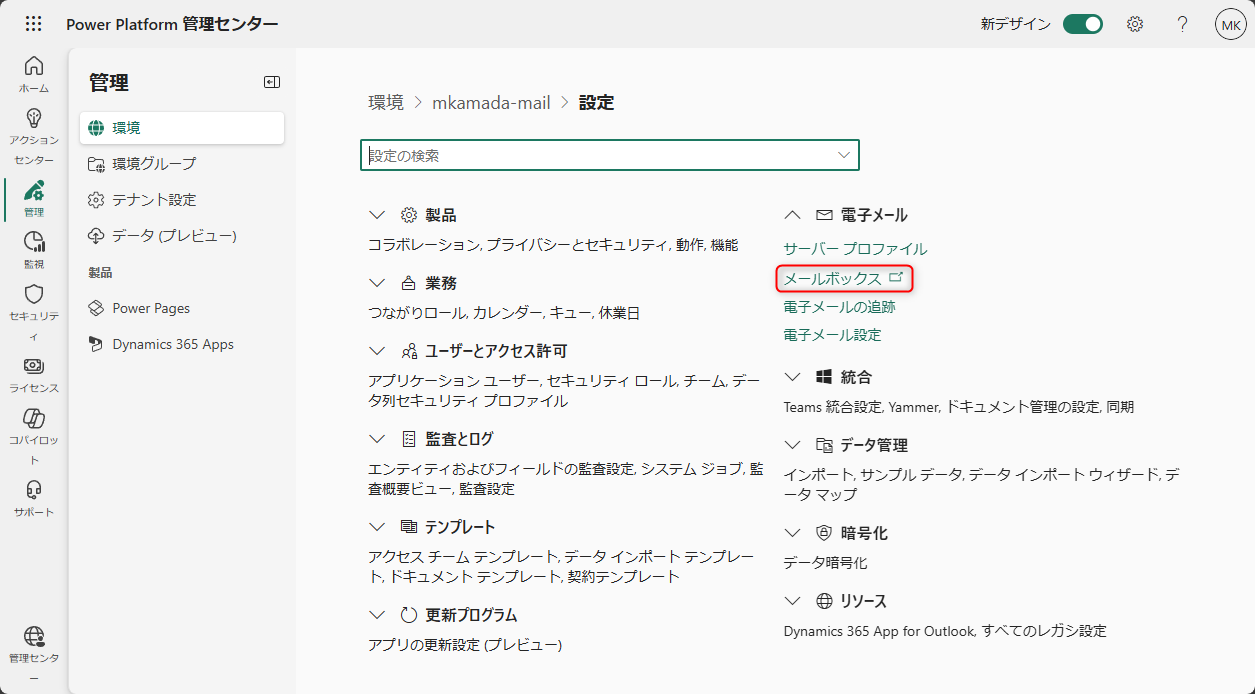 Power Platform 管理センター
新デザイン
?
MK
ホーム
アクション
センター
管理
監視
セキュリテ
ィ
ライセンス
コパイロッ
ト
サポート
管理センタ
ー
管理
環境
環境グループ
テナント設定
データ (プレビュー)
製品
Power Pages
Dynamics 365 Apps
環境 > mkamada-mail > 設定
設定の検索
製品
コラボレーション, プライバシーとセキュリティ, 動作, 機能
業務
つながりロール, カレンダー, キュー, 休業日
ユーザーとアクセス許可
アプリケーション ユーザー, セキュリティ ロール, チーム, デー
タ列セキュリティ プロファイル
監査とログ
エンティティおよびフィールドの監査設定, システム ジョブ, 監
査概要ビュー, 監査設定
テンプレート
アクセス チーム テンプレート, データ インポート テンプレー
ト, ドキュメント テンプレート, 契約テンプレート
更新プログラム
アプリの更新設定 (プレビュー)
電子メール
サーバー プロファイル
メールボックス
電子メールの追跡
電子メール設定
統合
Teams 統合設定, Yammer, ドキュメント管理の設定, 同期
データ管理
インポート, サンプル データ, データ インポート ウィザード, デ
ータ マップ
暗号化
データ暗号化
リソース
Dynamics 365 App for Outlook, すべてのレガシ設定